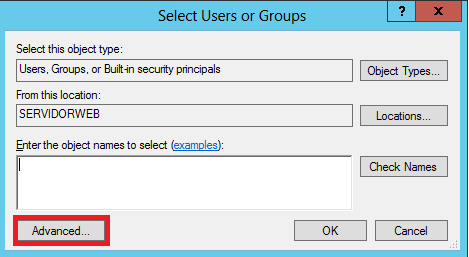 Select Users or Groups
? X
Select this object type:
Users, Groups, or Built-in security principals
Object Types...
From this location:
SERVIDORWEB
Locations...
Enter the object names to select (examples):
Check Names
Advanced...
OK
Cancel